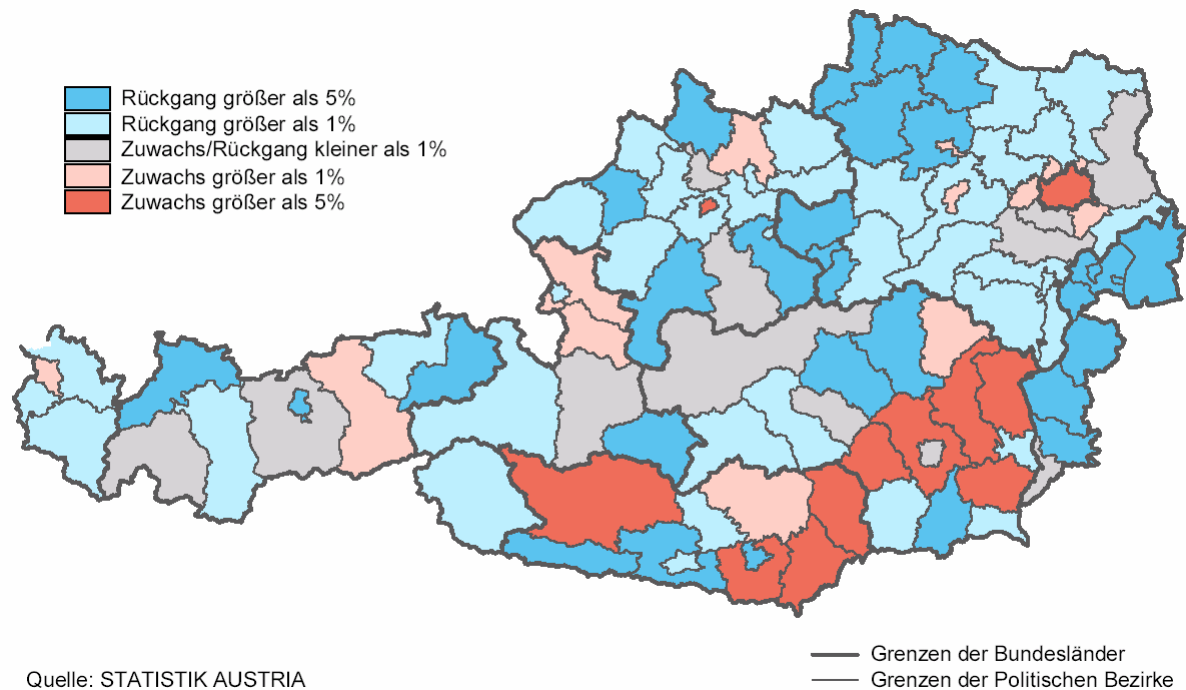 Rückgang größer als 5%
Rückgang größer als 1%
Zuwachs/Rückgang kleiner als 1%
Zuwachs größer als 1%
Zuwachs größer als 5%
Grenzen der Bundesländer
Quelle: STATISTIK AUSTRIA
Grenzen der Politischen Bezirke